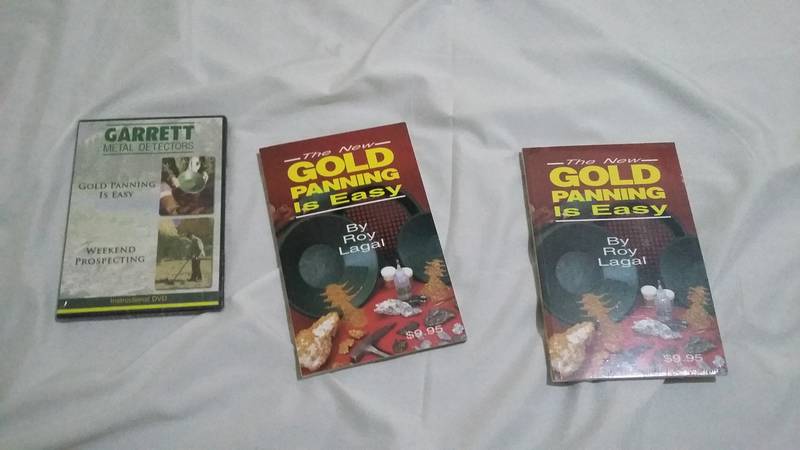 GARRETT
METAL DETECTORS
GOLD PANNING
IS EASY
WEEKEND
PROSPECTING
Instructional DVD
The New
GOLD
PANNING
Is Easy
By
Roy
Lagal
$9.95
The New
GOLD
PANNING
Is Easy
By
Roy
Lagal
$9.95